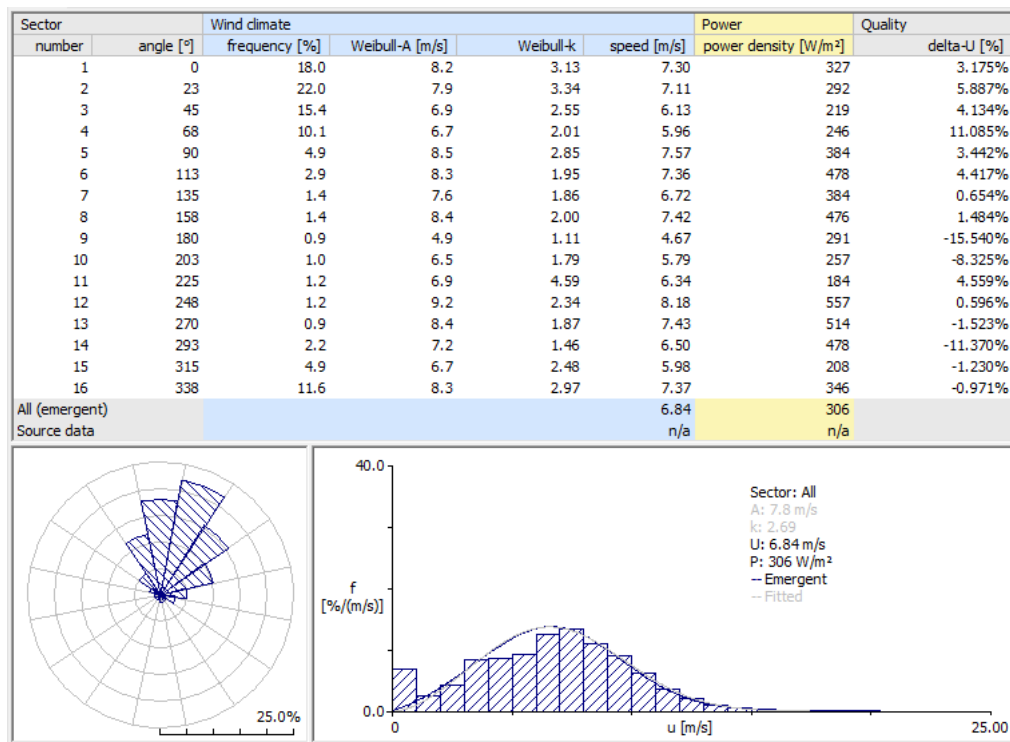 Sector Wind climate Power Quality
number angle [°] frequency [%] Weibull-A [m/s] Weibull-k speed [m/s] power density [W/m²] delta-U [%]
1 0 18.0 8.2 3.13 7.30 327 3.175%
2 23 22.0 7.9 3.34 7.11 292 5.887%
3 45 15.4 6.9 2.55 6.13 219 4.134%
4 68 10.1 6.7 2.01 5.96 246 11.085%
5 90 4.9 8.5 2.85 7.57 384 3.442%
6 113 2.9 8.3 1.95 7.36 478 4.417%
7 135 1.4 7.6 1.86 6.72 384 0.654%
8 158 1.4 8.4 2.00 7.42 476 1.484%
9 180 0.9 4.9 1.11 4.67 291 -15.540%
10 203 1.0 6.5 1.79 5.79 257 -8.325%
11 225 1.2 6.9 4.59 6.34 184 4.559%
12 248 1.2 9.2 2.34 8.18 557 0.596%
13 270 0.9 8.4 1.87 7.43 514 -1.523%
14 293 2.2 7.2 1.46 6.50 478 -11.370%
15 315 4.9 6.7 2.48 5.98 208 -1.230%
16 338 11.6 8.3 2.97 7.37 346 -0.971%
All (emergent) 6.84 306
Source data n/a n/a
25.0%
40.0
f
[%/(m/s)]
0.0
0
u [m/s]
25.00
Sector: All
A: 7.8 m/s
k: 2.69
U: 6.84 m/s
P: 306 W/m²
-- Emergent
-- Fitted